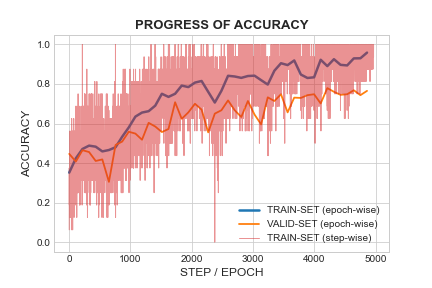 PROGRESS OF ACCURACY
1.0
0.8
0.6
0.4
0.2
0.0
ACCURACY
TRAIN-SET (epoch-wise)
VALID-SET (epoch-wise)
TRAIN-SET (step-wise)
0 1000 2000 3000 4000 5000
STEP / EPOCH